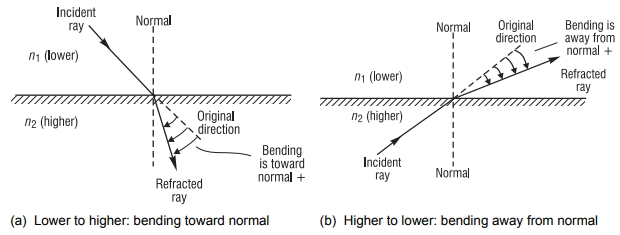 Incident
ray
Normal
n1 (lower)
n2 (higher)
Original
direction
Bending
is toward
normal +
Refracted
ray
(a) Lower to higher: bending toward normal
Normal
Original
direction
Bending is
away from
normal +
n1 (lower)
Refracted
ray
n2 (higher)
Incident
ray
Normal
(b) Higher to lower: bending away from normal